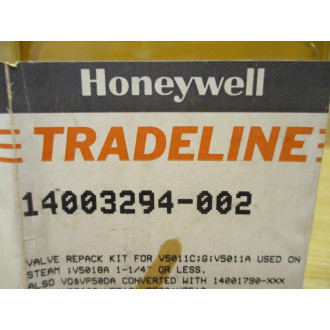 Honeywell
TRADELINE
14003294-002
VALVE REPACK KIT FOR V5011C;G;V5011A USED ON
STEAM ;V5018A 1-1/4" OR LESS.
ALSO VO&VP50DA CONVERTED WITH 14001790-XXX